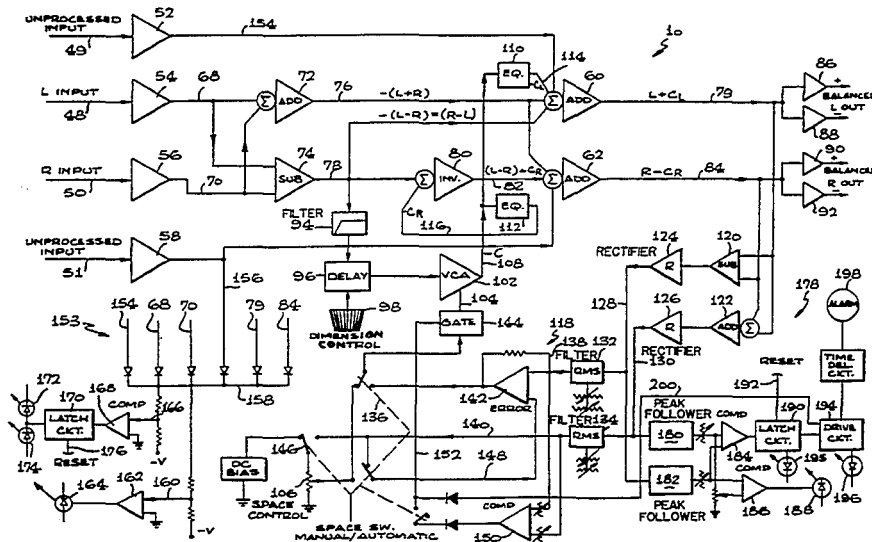 UNPROCESSED INPUT
49
52
154
10
L INPUT
48
54
68
Σ
ADD
72
76
-(L+R)
110
EQ.
114
CL
Σ
ADD
60
L+CL
79
86
+
BALANCED
L OUT
-
88
-(L-R)=(R-L)
R INPUT
50
56
70
SUB
74
78
Σ
INV.
80
(L-R)+CR
82
Σ
ADD
62
R-CR
84
90
+
BALANCED
R OUT
-
92
CR
116
EQ.
112
FILTER
94
UNPROCESSED INPUT
51
58
156
96
DELAY
VCA
C
108
102
98
DIMENSION CONTROL
104
GATE
144
RECTIFIER
124
R
120
SUB
128
126
R
122
ADD
Σ
RECTIFIER
130
178
198
ALARM
TIME DEL. CKT.
153
154
68
70
79
84
158
118
138
FILTER
132
RMS
142
ERROR
136
FILTER
134
RMS
140
RESET
192
200
PEAK FOLLOWER
180
COMP
184
LATCH CKT.
190
194
DRIVE CKT.
195
196
182
PEAK FOLLOWER
COMP
186
188
172
170
LATCH CKT.
168
COMP
166
174
RESET
176
-V
164
162
160
-V
DC BIAS
146
106
SPACE CONTROL
152
148
SPACE SW. MANUAL/AUTOMATIC
COMP
150